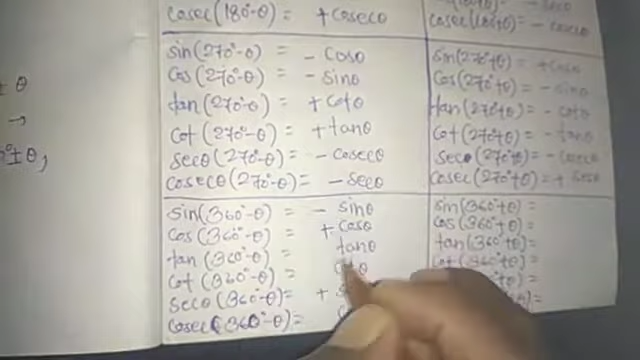 cosec(180°-θ) = + cosecθ
cosec(180°+θ) = - cosecθ
sin(270°-θ) = - cosθ
cos(270°-θ) = - sinθ
tan(270°-θ) = + cotθ
cot(270°-θ) = + tanθ
secθ(270°-θ) = - cosecθ
cosecθ(270°-θ) = - secθ
sin(270°+θ) =
cos(270°+θ) = - sinθ
tan(270°+θ) = - cotθ
cot(270°+θ) = - tanθ
secθ(270°+θ) = - cosecθ
cosec(270°+θ) = + secθ
± θ
→
± θ,
sin(360°-θ) = - sinθ
cos(360°-θ) = + cosθ
tan(360°-θ) = tanθ
cot(360°-θ) =
secθ(360°-θ) = +
cosec(360°-θ) =
sin(360°+θ) =
cos(360°+θ) =
tan(360°+θ) =
cot(360°+θ) =